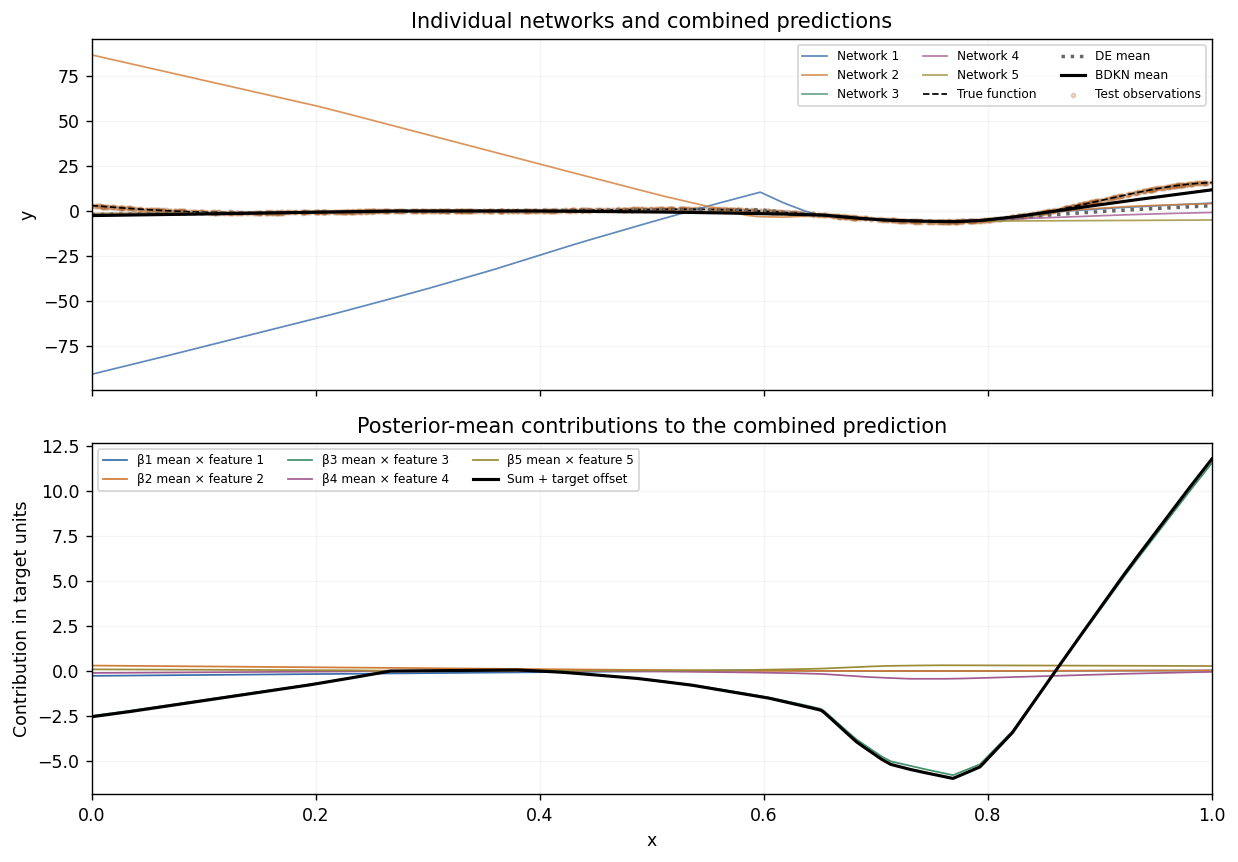 Individual networks and combined predictions
Network 1
Network 2
Network 3
Network 4
Network 5
True function
DE mean
BDKN mean
Test observations
75
50
25
0
−25
−50
−75
y
Posterior-mean contributions to the combined prediction
β1 mean × feature 1
β2 mean × feature 2
β3 mean × feature 3
β4 mean × feature 4
β5 mean × feature 5
Sum + target offset
12.5
10.0
7.5
5.0
2.5
0.0
−2.5
−5.0
Contribution in target units
0.0 0.2 0.4 0.6 0.8 1.0
x